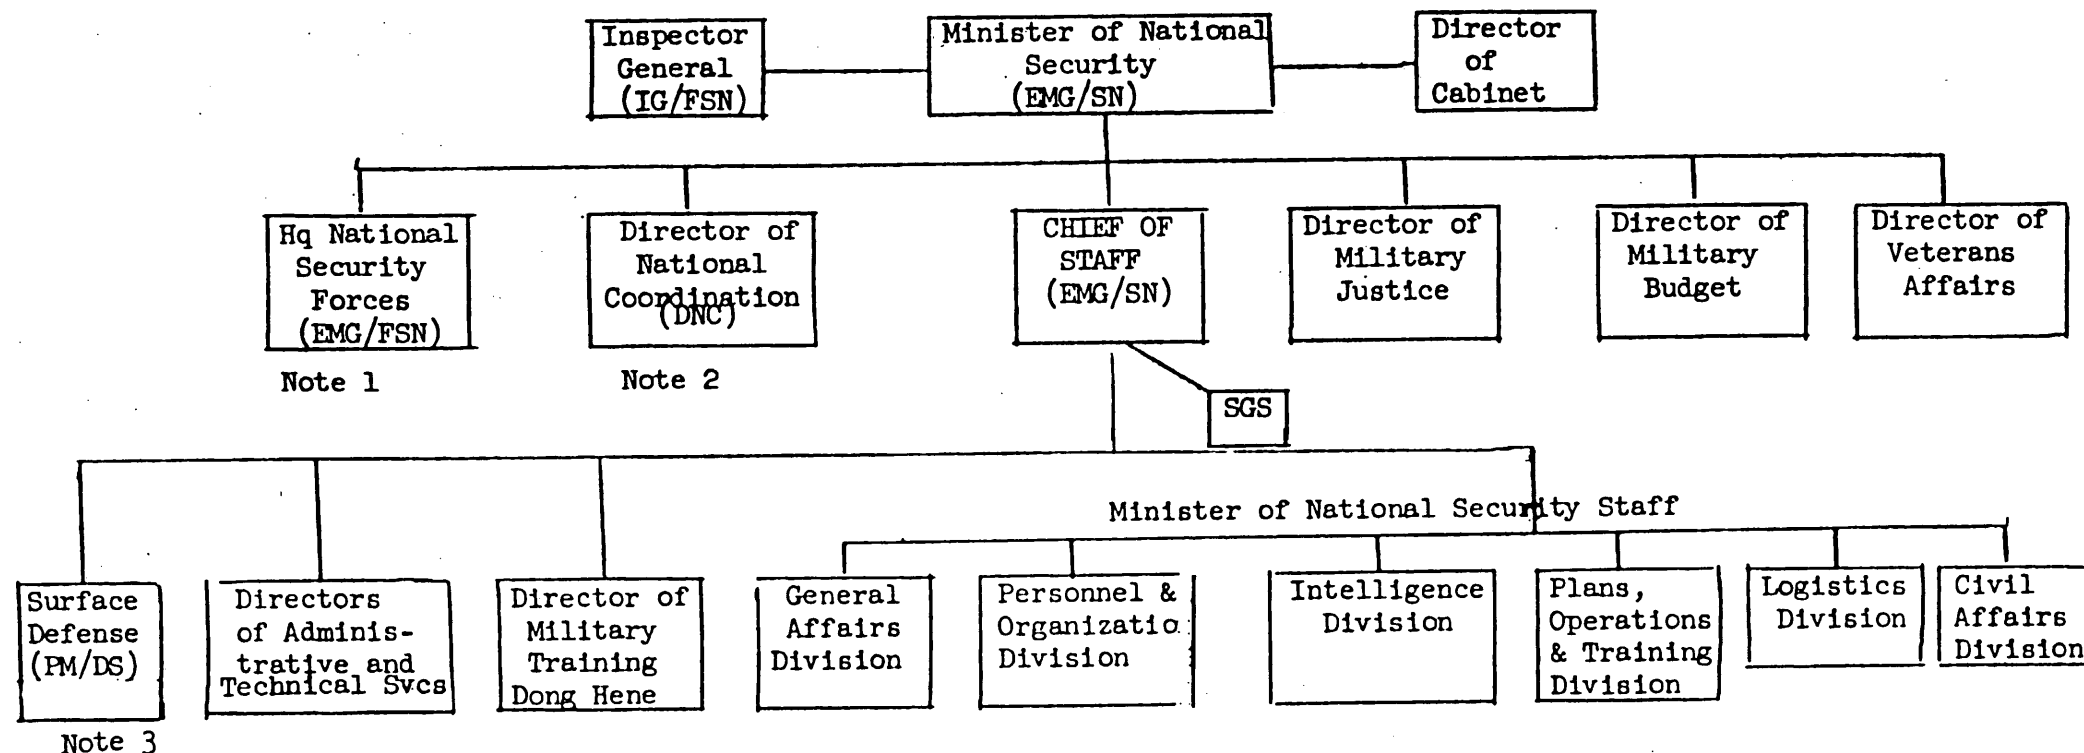 Inspector
General
(IG/FSN)
Minister of National
Security
(EMG/SN)
Director
of
Cabinet
Hq National
Security
Forces
(EMG/FSN)
Note 1
Director of
National
Coordination
(DNC)
Note 2
CHIEF OF
STAFF
(EMG/SN)
Director of
Military
Justice
Director of
Military
Budget
Director of
Veterans
Affairs
SGS
Minister of National Security Staff
Surface
Defense
(PM/DS)
Note 3
Directors
of Adminis-
trative and
Technical Svcs
Director of
Military
Training
Dong Hene
General
Affairs
Division
Personnel &
Organizatio
Division
Intelligence
Division
Plans,
Operations
& Training
Division
Logistics
Division
Civil
Affairs
Division